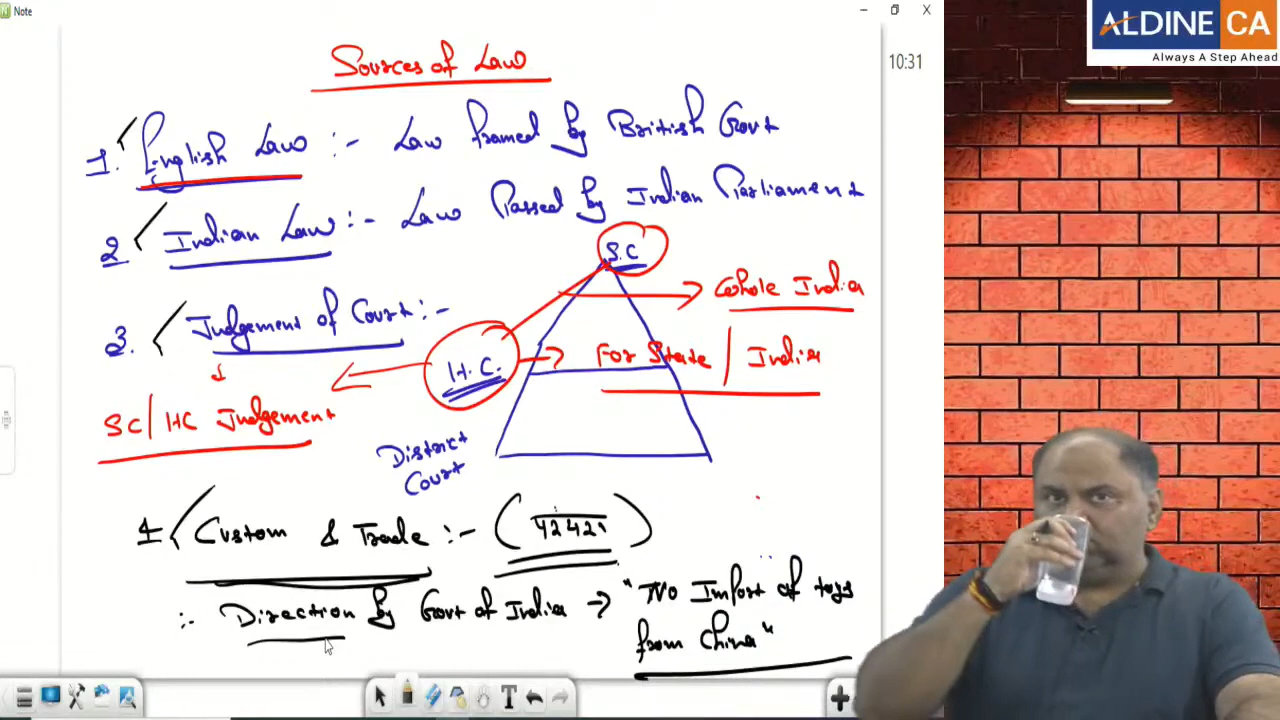 Note
ALDINE CA
Always A Step Ahead
10:31
Sources of Law
1. English Law :- Law framed by British Govt
2 Indian Law :- Law Passed by Indian Parliament
S.C
Whole India
3. Judgement of Court :-
H.C. For State / India
SC/HC Judgement
District
Court
4 Custom & Trade :-
:- Direction by Govt of India → "No Import of toys
from China"